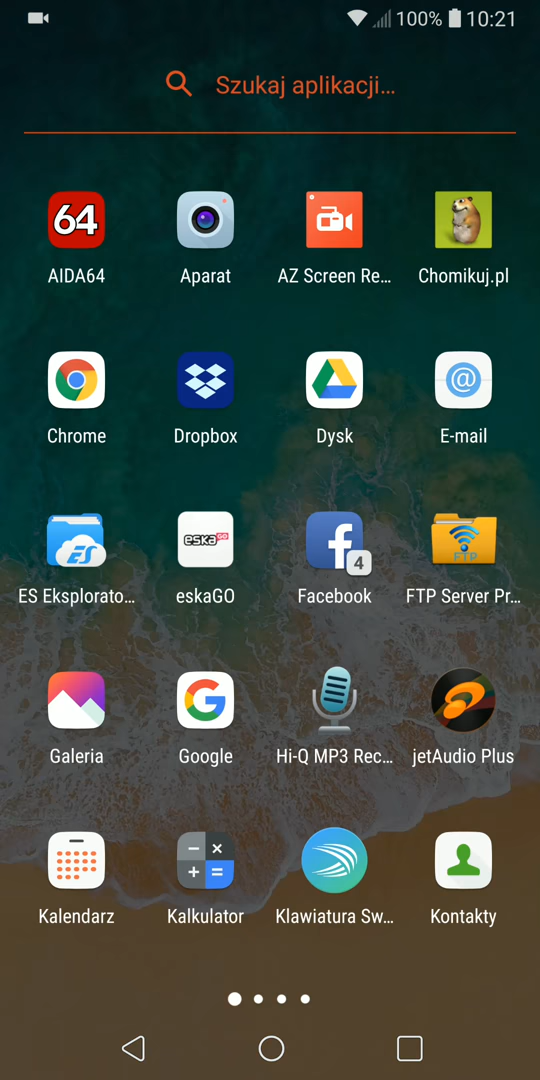 100% 10:21
Szukaj aplikacji...
64
AIDA64 Aparat AZ Screen Re... Chomikuj.pl
@
Chrome Dropbox Dysk E-mail
ES eska GO f 4 FTP
ES Eksplorato... eskaGO Facebook FTP Server Pr...
G
Galeria Google Hi-Q MP3 Rec... jetAudio Plus
− × + =
Kalendarz Kalkulator Klawiatura Sw... Kontakty